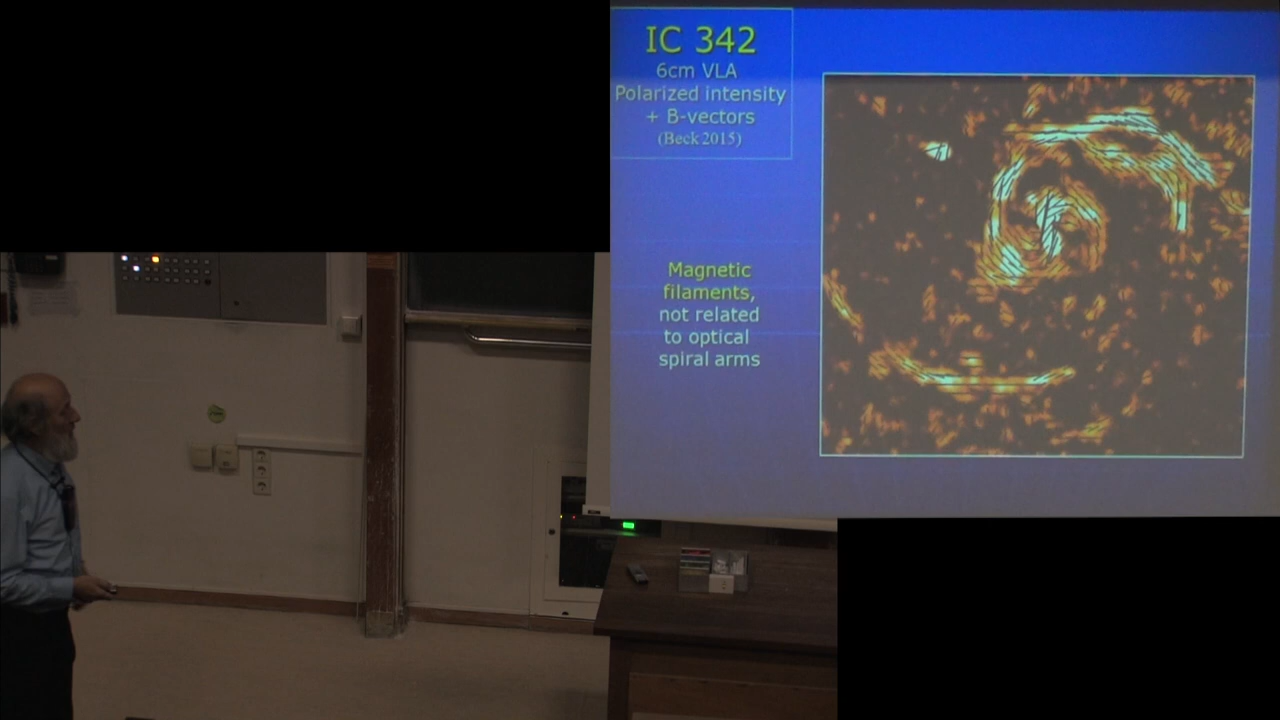 IC 342
6cm VLA
Polarized intensity
+ B-vectors
(Beck 2015)
Magnetic
filaments,
not related
to optical
spiral arms